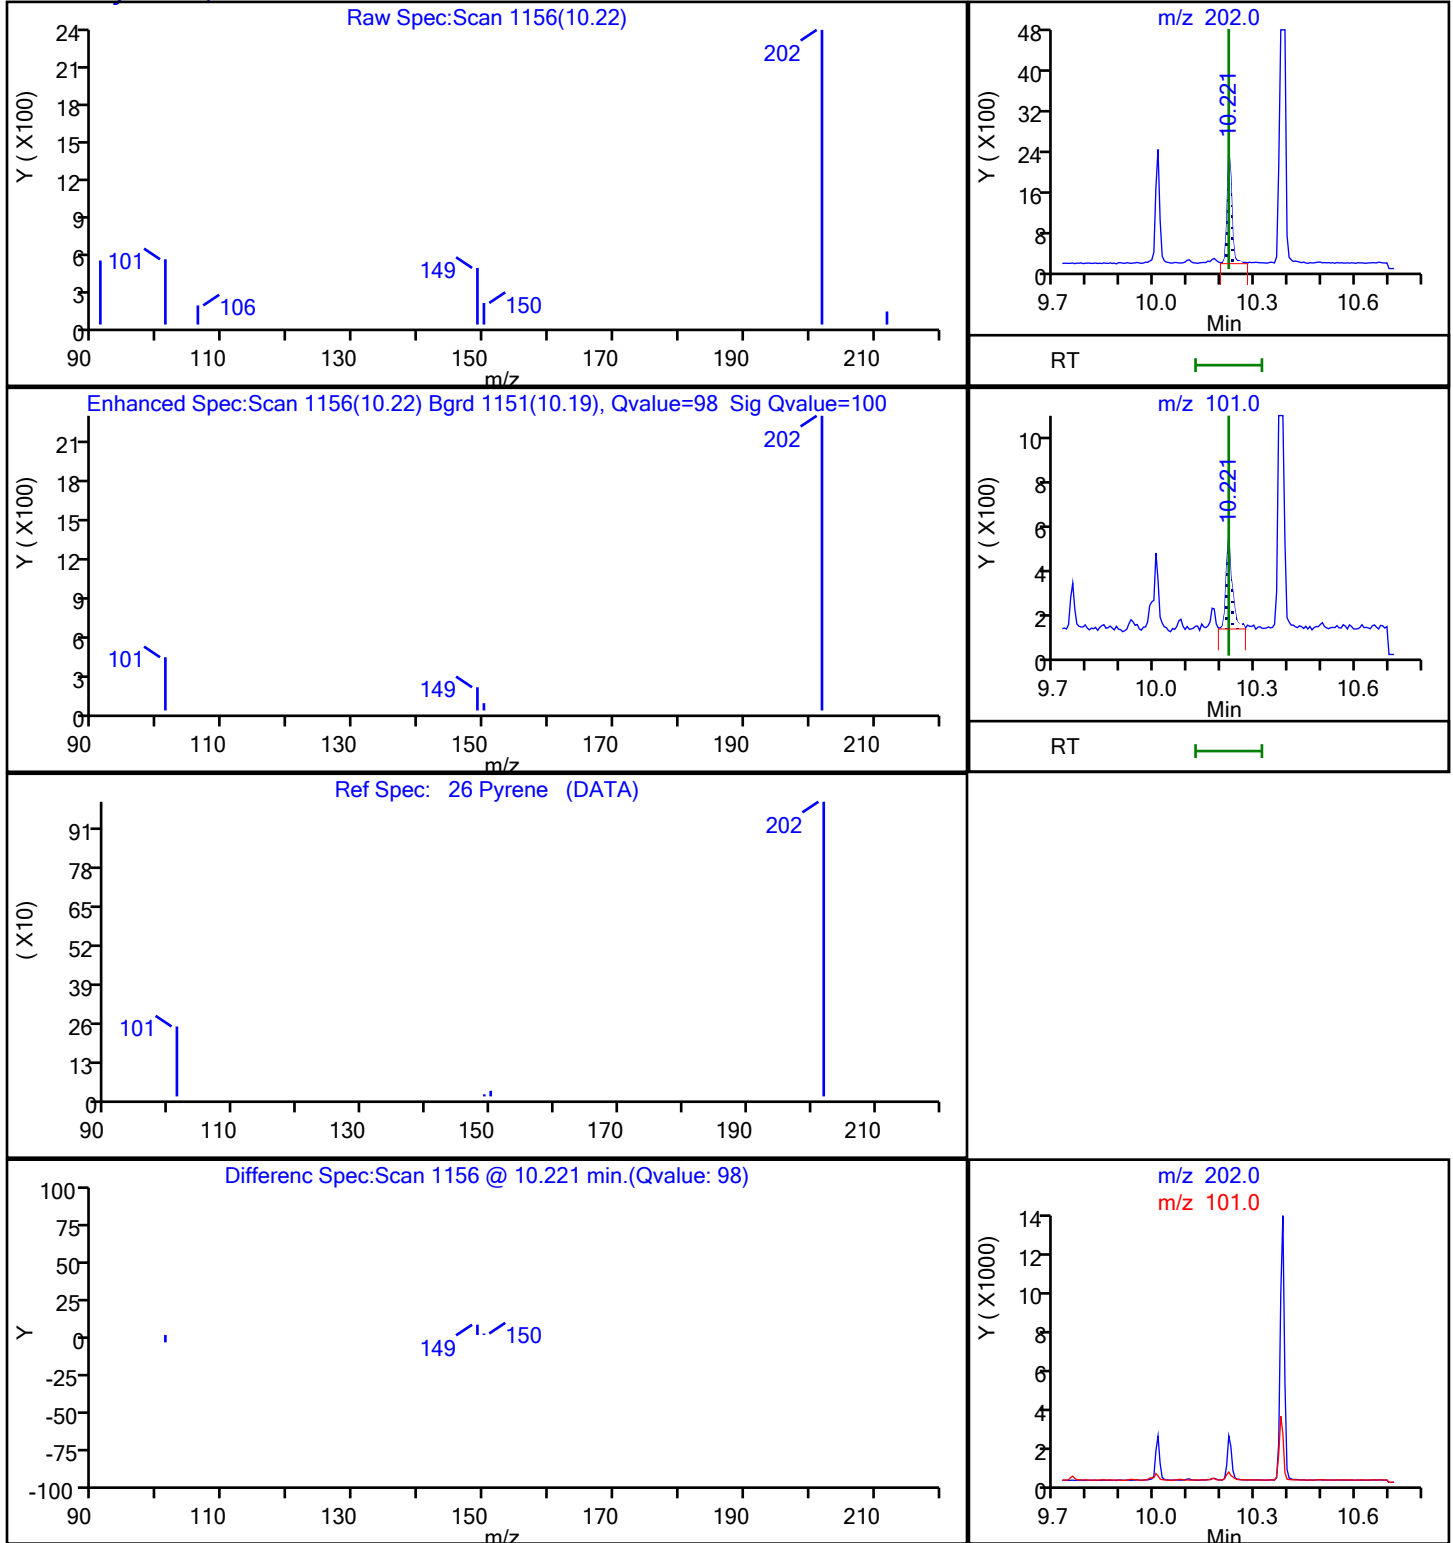 Raw Spec:Scan 1156(10.22)
Y ( X100)
24
21
18
15
12
9
6
3
0
202
101
106
149
150
90 110 130 150 170 190 210
m/z
m/z 202.0
Y ( X100)
48
40
32
24
16
8
0
10.221
9.7 10.0 10.3 10.6
Min
RT
Enhanced Spec:Scan 1156(10.22) Bgrd 1151(10.19), Qvalue=98 Sig Qvalue=100
Y ( X100)
21
18
15
12
9
6
3
0
202
101
149
90 110 130 150 170 190 210
m/z
m/z 101.0
Y ( X100)
10
8
6
4
2
0
10.221
9.7 10.0 10.3 10.6
Min
RT
Ref Spec: 26 Pyrene (DATA)
( X10)
91
78
65
52
39
26
13
0
202
101
90 110 130 150 170 190 210
Differenc Spec:Scan 1156 @ 10.221 min.(Qvalue: 98)
Y
100
75
50
25
0
-25
-50
-75
-100
149
150
90 110 130 150 170 190 210
m/z
m/z 202.0
m/z 101.0
Y ( X1000)
14
12
10
8
6
4
2
0
9.7 10.0 10.3 10.6
Min